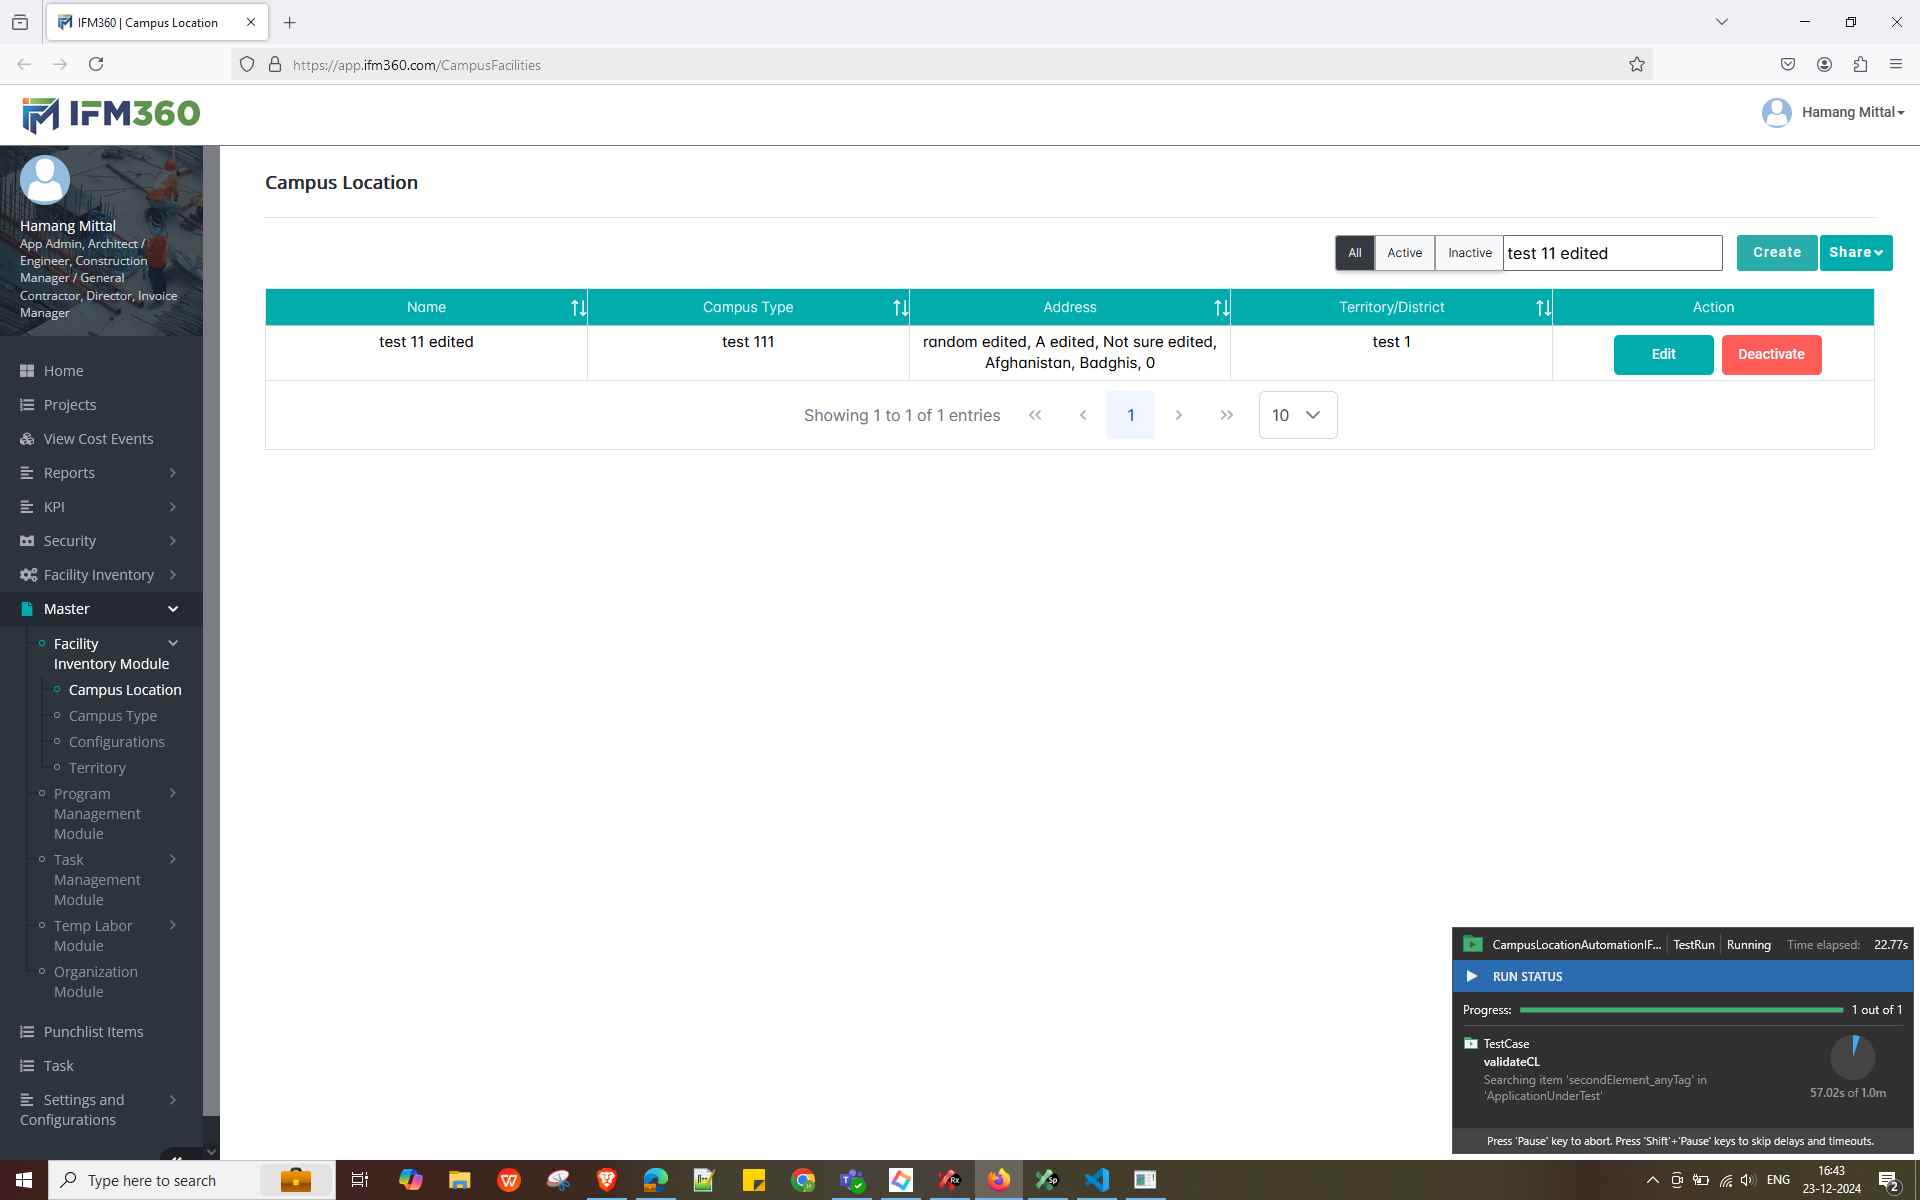 IFM360 | Campus Location
https://app.ifm360.com/CampusFacilities
IFM360
Hamang Mittal
Hamang Mittal
App Admin, Architect /
Engineer, Construction
Manager / General
Contractor, Director, Invoice
Manager
Home
Projects
View Cost Events
Reports
KPI
Security
Facility Inventory
Master
Facility
Inventory Module
Campus Location
Campus Type
Configurations
Territory
Program
Management
Module
Task
Management
Module
Temp Labor
Module
Organization
Module
Punchlist Items
Task
Settings and
Configurations
Campus Location
All Active Inactive test 11 edited Create Share
Name Campus Type Address Territory/District Action
test 11 edited test 111 random edited, A edited, Not sure edited, test 1 Edit Deactivate
Afghanistan, Badghis, 0
Showing 1 to 1 of 1 entries 1 10
CampusLocationAutomationIF... TestRun Running Time elapsed: 22.77s
RUN STATUS
Progress: 1 out of 1
TestCase
validateCL
Searching item 'secondElement_anyTag' in
'ApplicationUnderTest'
57.02s of 1.0m
Press 'Pause' key to abort. Press 'Shift'+'Pause' keys to skip delays and timeouts.
Type here to search
ENG
16:43
23-12-2024
2